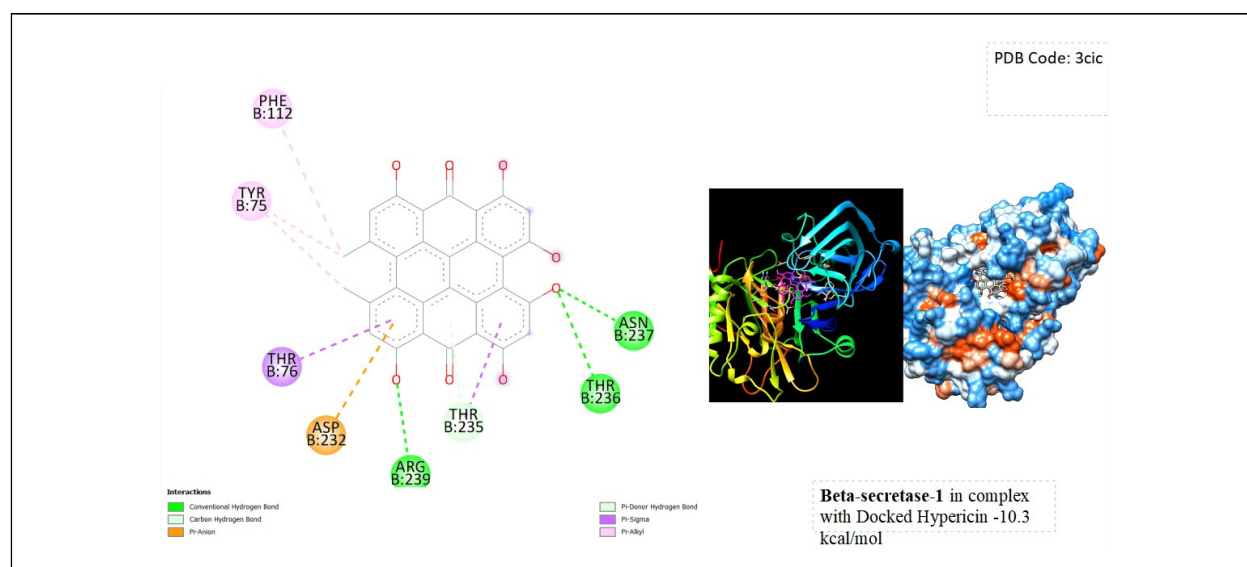 PDB Code: 3cic
PHE
B:112
TYR
B:75
O O O
O
O
ASN
B:237
THR
B:76
THR
B:236
O O O
THR
B:235
ASP
B:232
ARG
B:239
Interactions
Conventional Hydrogen Bond
Carbon Hydrogen Bond
Pi-Anion
Pi-Donor Hydrogen Bond
Pi-Sigma
Pi-Alkyl
Beta-secretase-1 in complex
with Docked Hypericin -10.3
kcal/mol